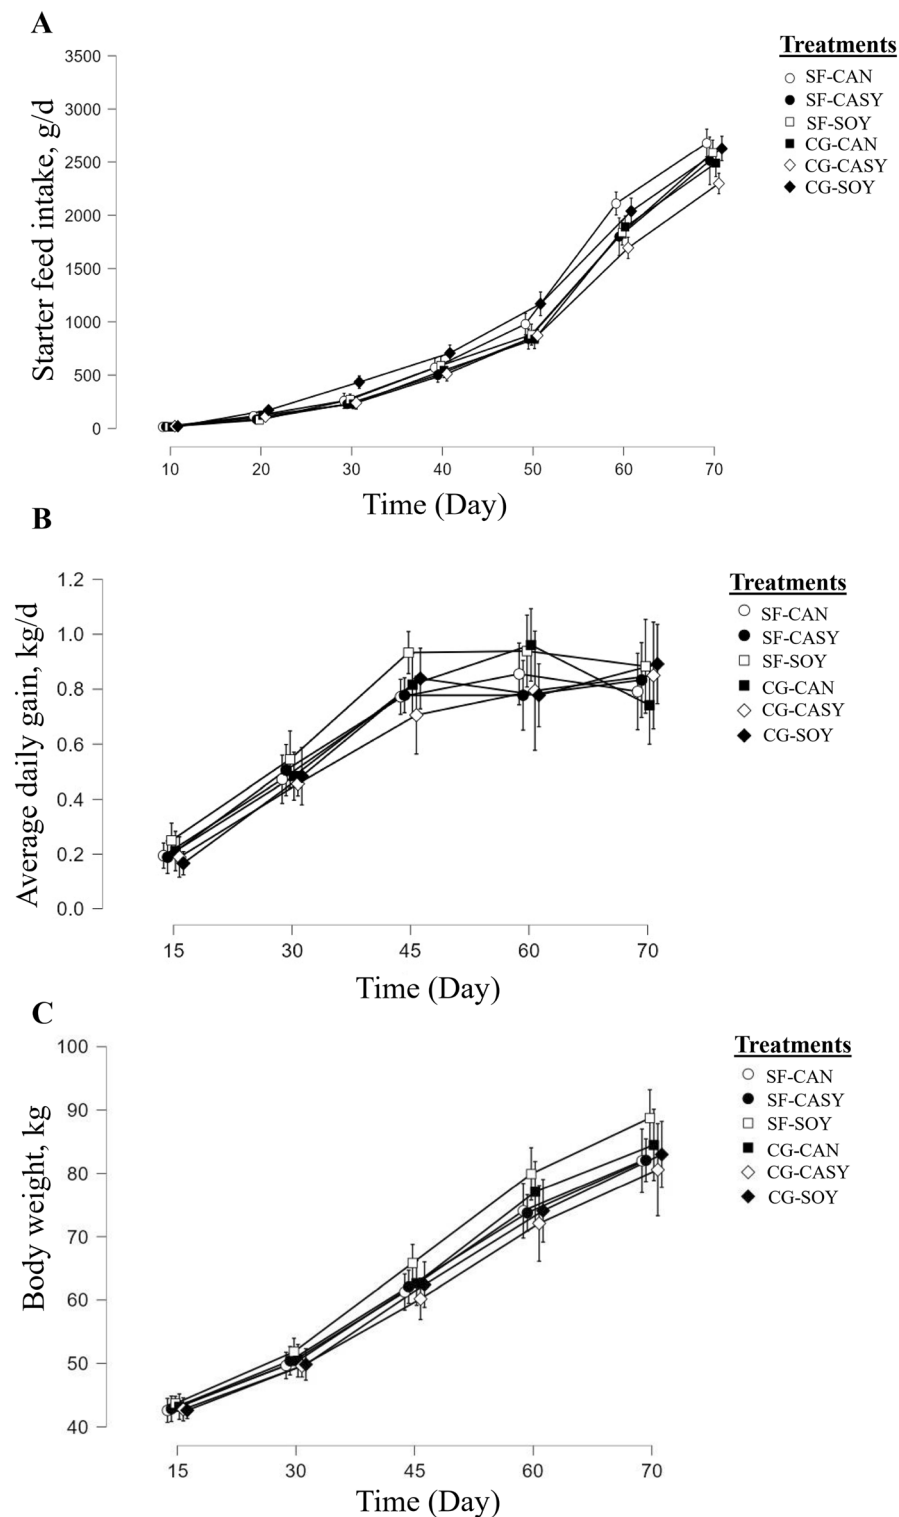 A
Treatments
SF-CAN
SF-CASY
SF-SOY
CG-CAN
CG-CASY
CG-SOY
Starter feed intake, g/d
3500
3000
2500
2000
1500
1000
500
0
10 20 30 40 50 60 70
Time (Day)
B
Treatments
SF-CAN
SF-CASY
SF-SOY
CG-CAN
CG-CASY
CG-SOY
Average daily gain, kg/d
1.2
1.0
0.8
0.6
0.4
0.2
0.0
15 30 45 60 70
Time (Day)
C
Treatments
SF-CAN
SF-CASY
SF-SOY
CG-CAN
CG-CASY
CG-SOY
Body weight, kg
100
90
80
70
60
50
40
15 30 45 60 70
Time (Day)